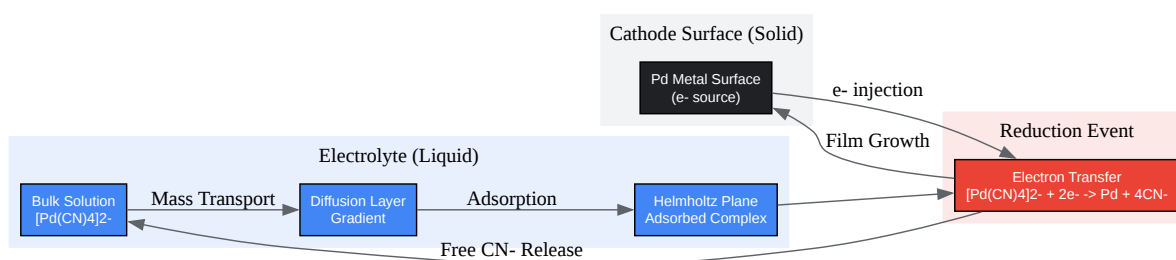 Cathode Surface (Solid)
Pd Metal Surface
(e- source)
e- injection
Film Growth
Reduction Event
Electron Transfer
[Pd(CN)4]2- + 2e- -> Pd + 4CN-
Electrolyte (Liquid)
Bulk Solution
[Pd(CN)4]2-
Mass Transport
Diffusion Layer
Gradient
Adsorption
Helmholtz Plane
Adsorbed Complex
Free CN- Release